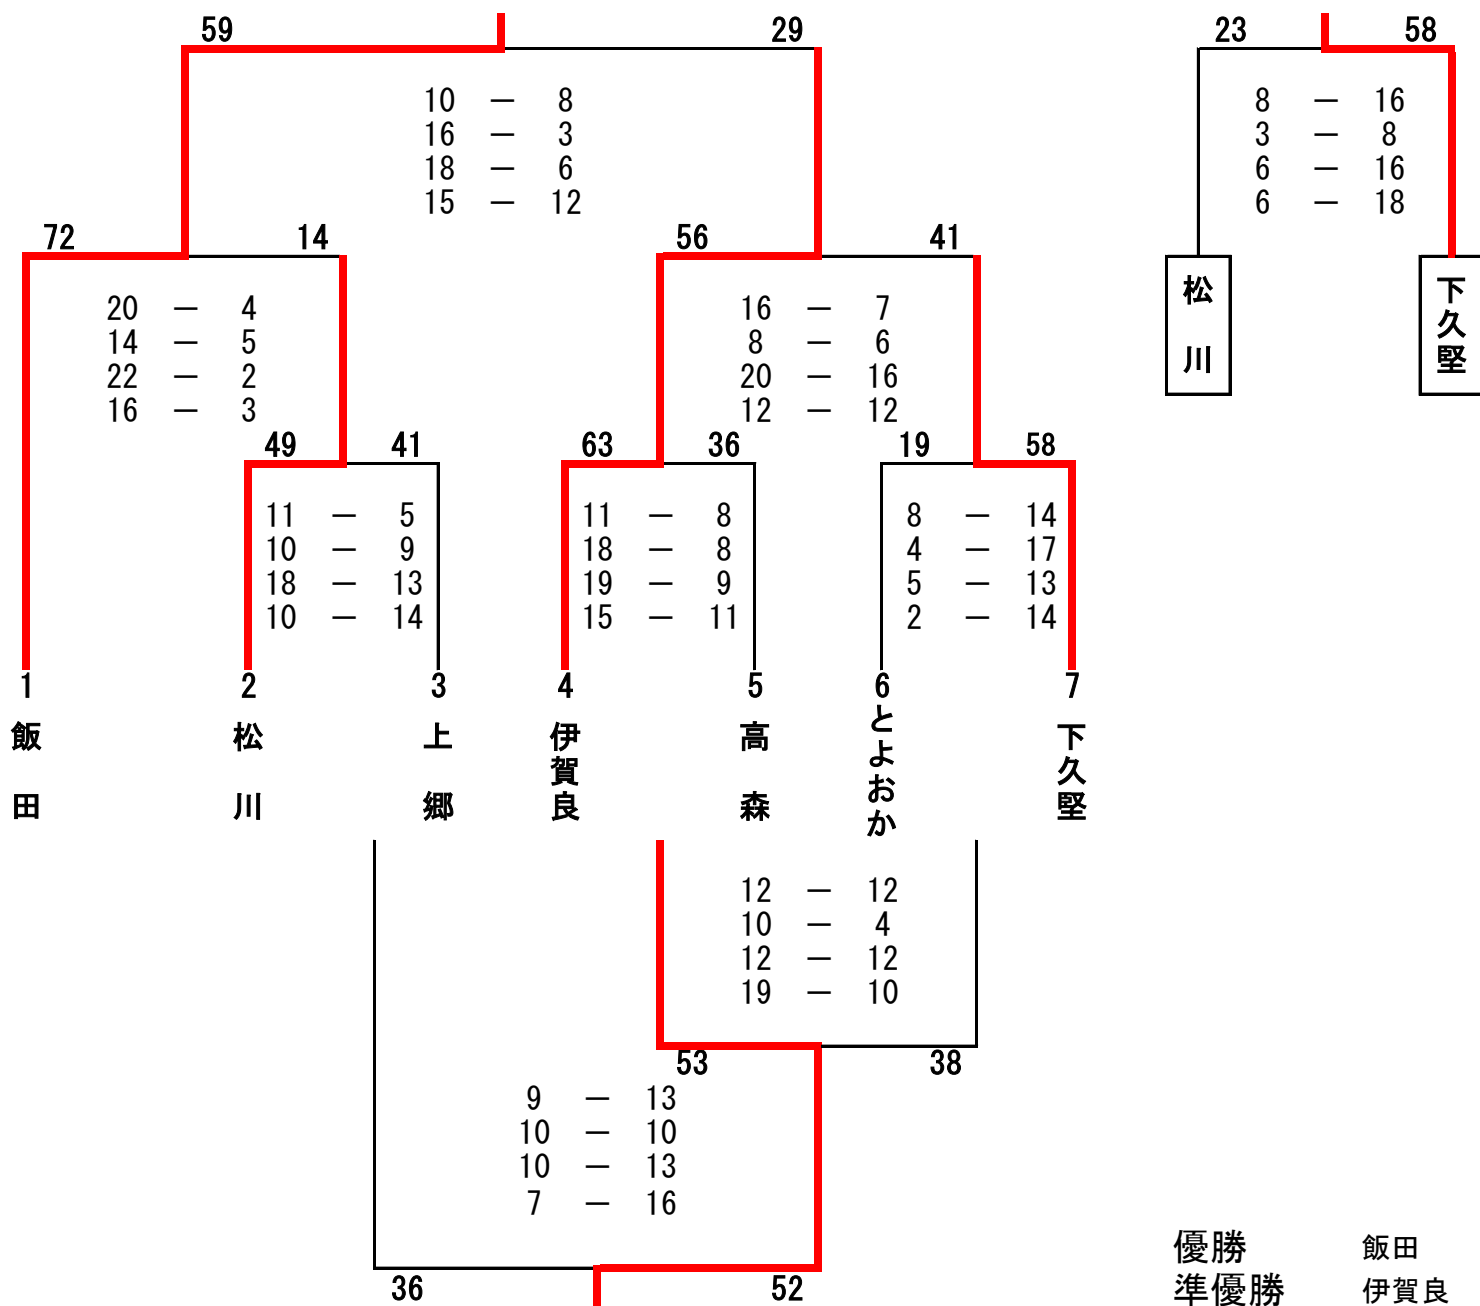 59 29 23 58
10 － 8 8 － 16
16 － 3 3 － 8
18 － 6 6 － 16
15 － 12 6 － 18
72 14 56 41
松川 下久堅
20 － 4 16 － 7
14 － 5 8 － 6
22 － 2 20 － 16
16 － 3 12 － 12
49 41 63 36 19 58
11 － 5 11 － 8 8 － 14
10 － 9 18 － 8 4 － 17
18 － 13 19 － 9 5 － 13
10 － 14 15 － 11 2 － 14
1 2 3 4 5 6 7
飯田 松川 上郷 伊賀良 高森 とよおか 下久堅
12 － 12
10 － 4
12 － 12
19 － 10
53 38
9 － 13
10 － 10
10 － 13
7 － 16
36 52
優勝 飯田
準優勝 伊賀良